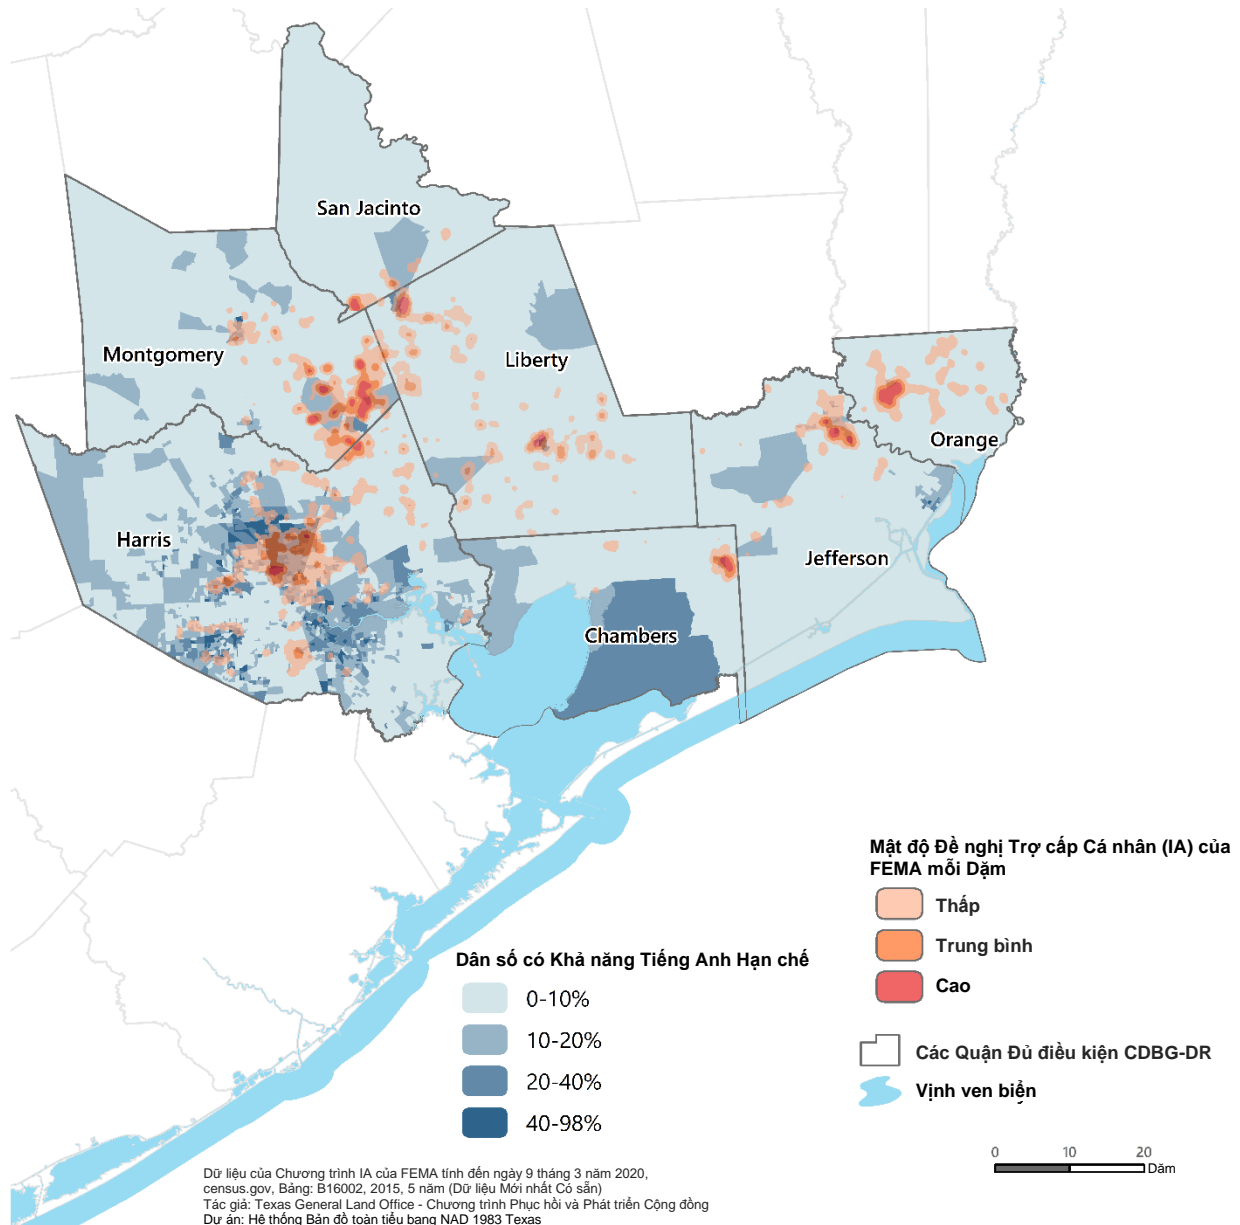 San Jacinto
Montgomery
Liberty
Orange
Harris
Jefferson
Chambers
Mật độ Đề nghị Trợ cấp Cá nhân (IA) của
FEMA mỗi Dặm
Thấp
Trung bình
Cao
Dân số có Khả năng Tiếng Anh Hạn chế
0-10%
10-20%
20-40%
40-98%
Các Quận Đủ điều kiện CDBG-DR
Vịnh ven biển
0 10 20
Dặm
Dữ liệu của Chương trình IA của FEMA tính đến ngày 9 tháng 3 năm 2020,
census.gov, Bảng: B16002, 2015, 5 năm (Dữ liệu Mới nhất Có sẵn)
Tác giả: Texas General Land Office - Chương trình Phục hồi và Phát triển Cộng đồng
Dự án: Hệ thống Bản đồ toàn tiểu bang NAD 1983 Texas